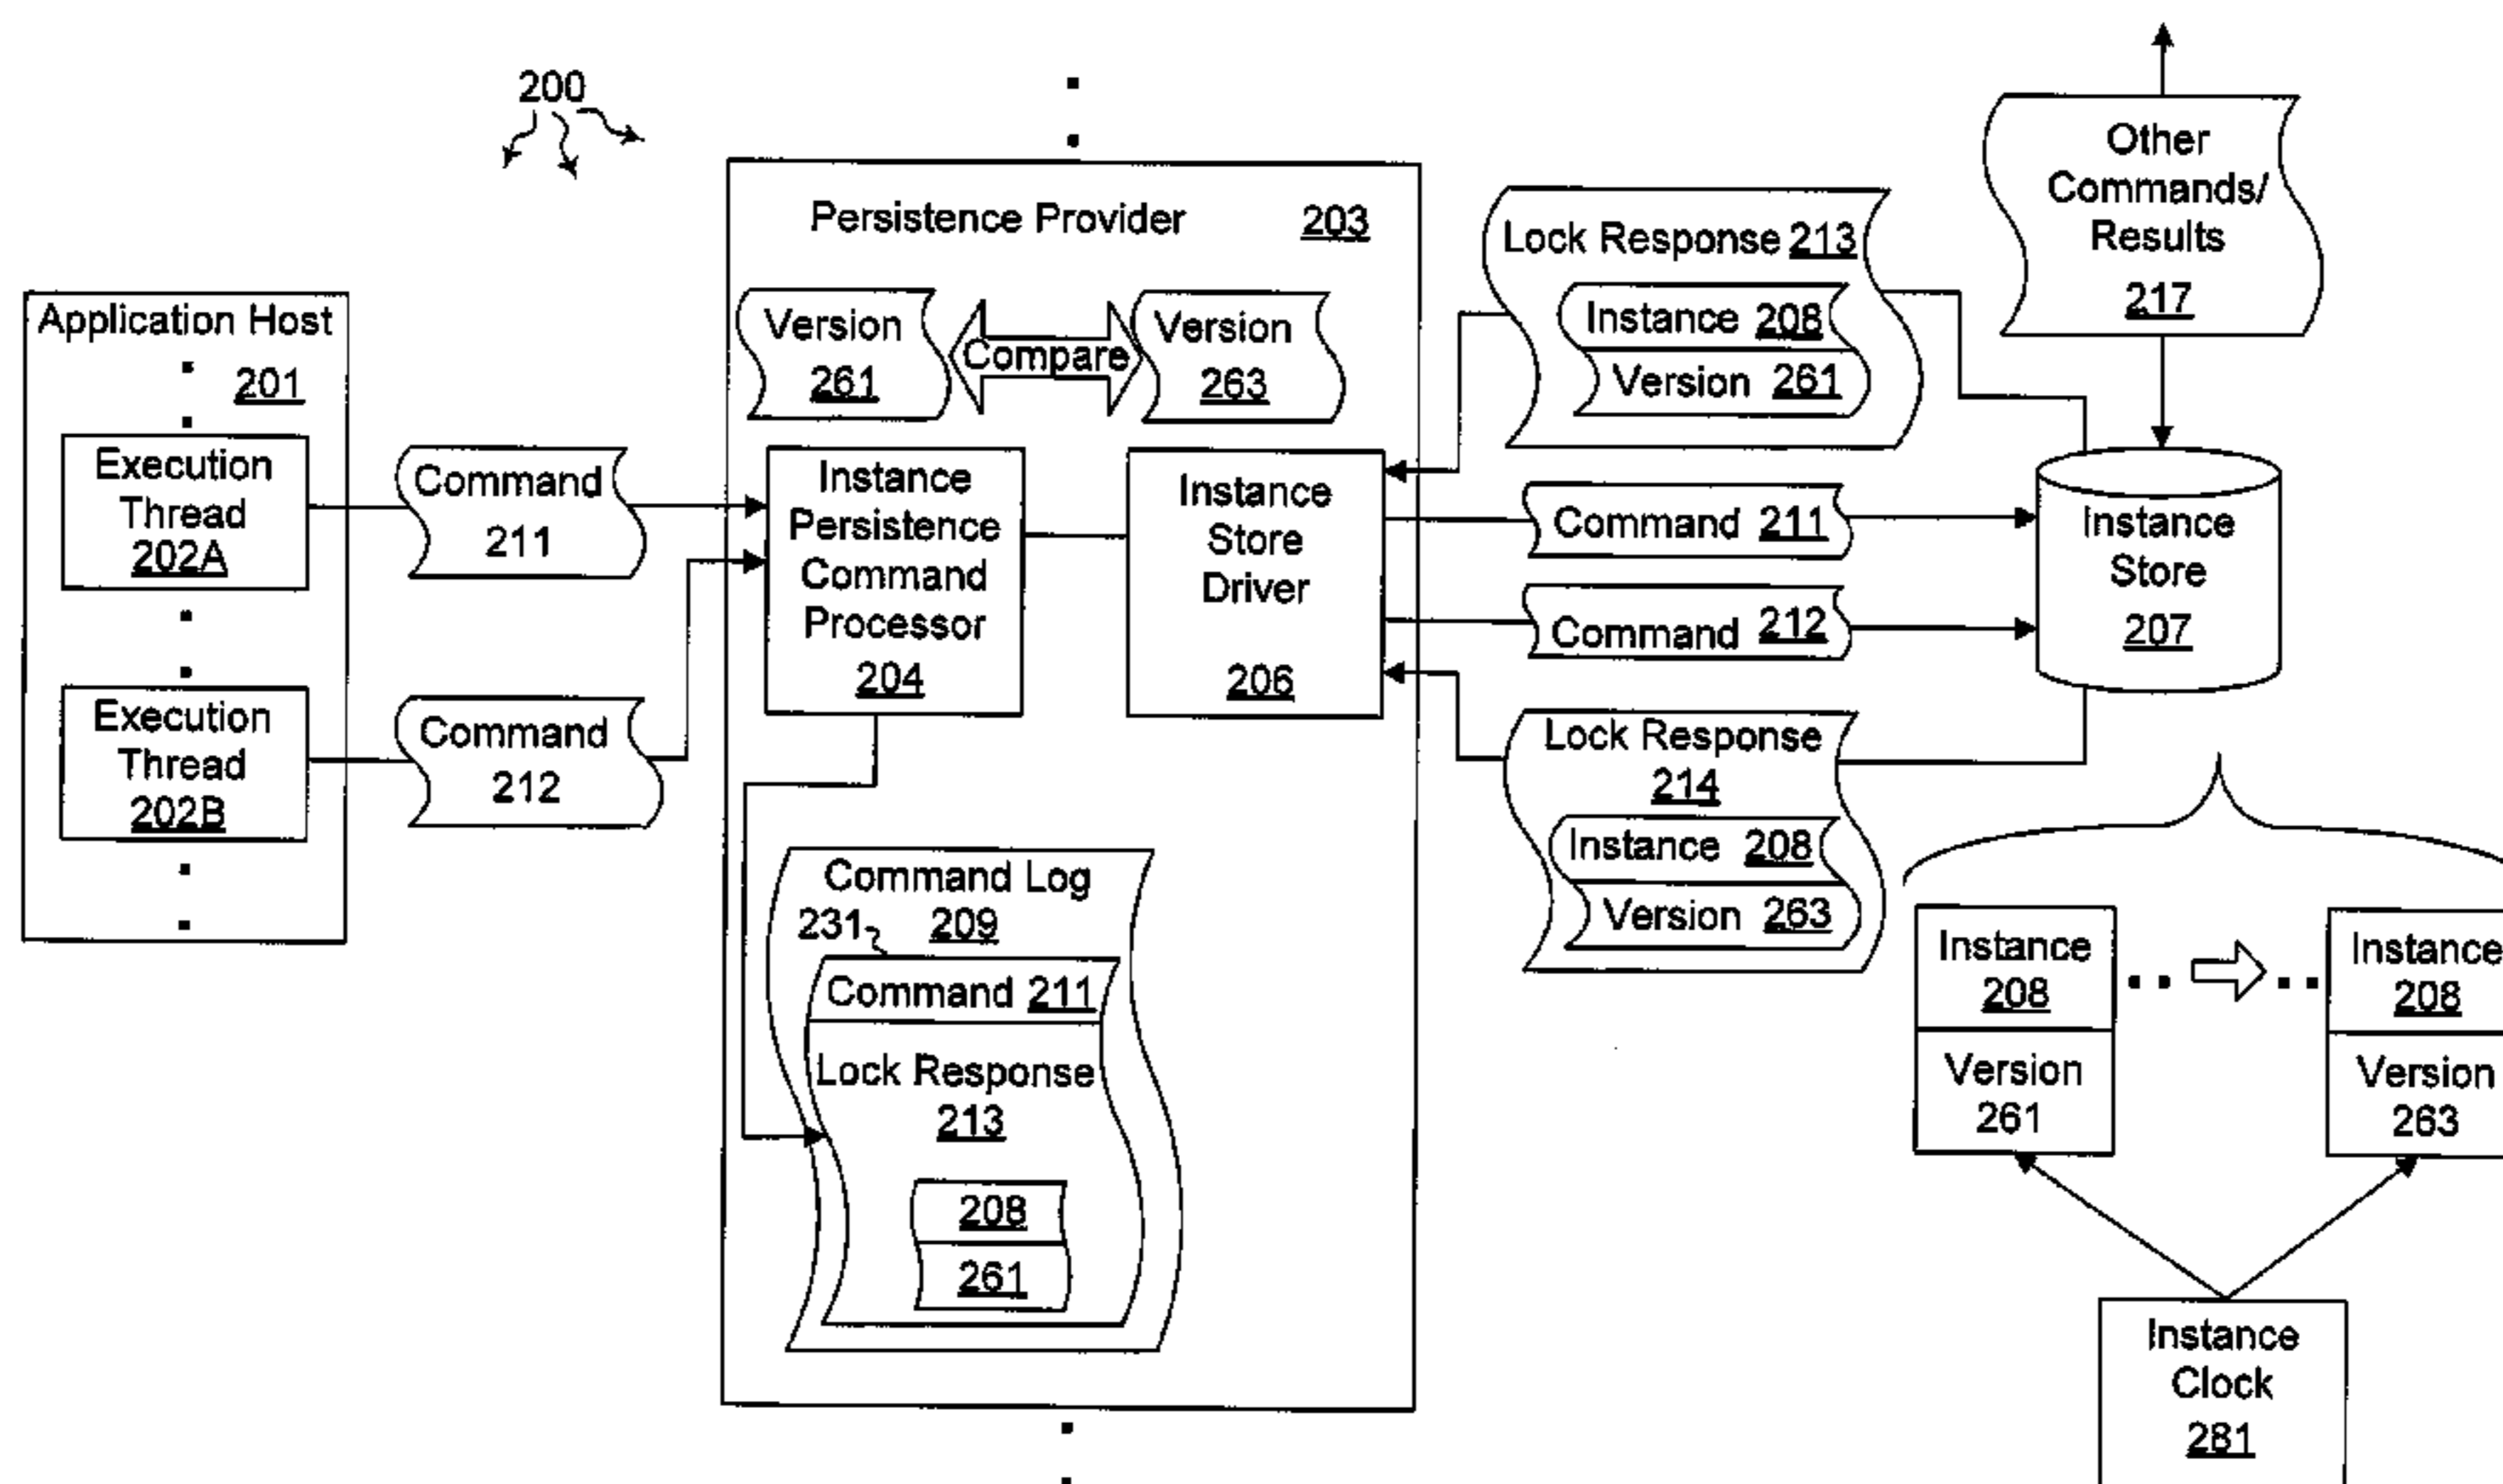 200
Application Host
201
Execution
Thread
202A
Execution
Thread
202B
Command
211
Command
212
Persistence Provider 203
Version
261
Compare
Version
263
Instance
Persistence
Command
Processor
204
Instance
Store
Driver
206
Command Log
209
231
Command 211
Lock Response
213
208
261
Lock Response 213
Instance 208
Version 261
Command 211
Command 212
Lock Response
214
Instance 208
Version 263
Other
Commands/
Results
217
Instance
Store
207
Instance
208
Version
261
Instance
208
Version
263
Instance
Clock
281